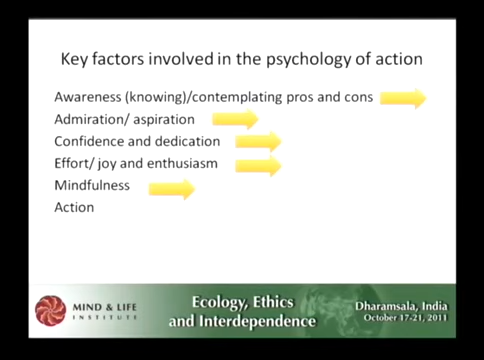 Key factors involved in the psychology of action
Awareness (knowing)/contemplating pros and cons
Admiration/ aspiration
Confidence and dedication
Effort/ joy and enthusiasm
Mindfulness
Action
MIND & LIFE
INSTITUTE
Ecology, Ethics
and Interdependence
Dharamsala, India
October 17-21, 2011